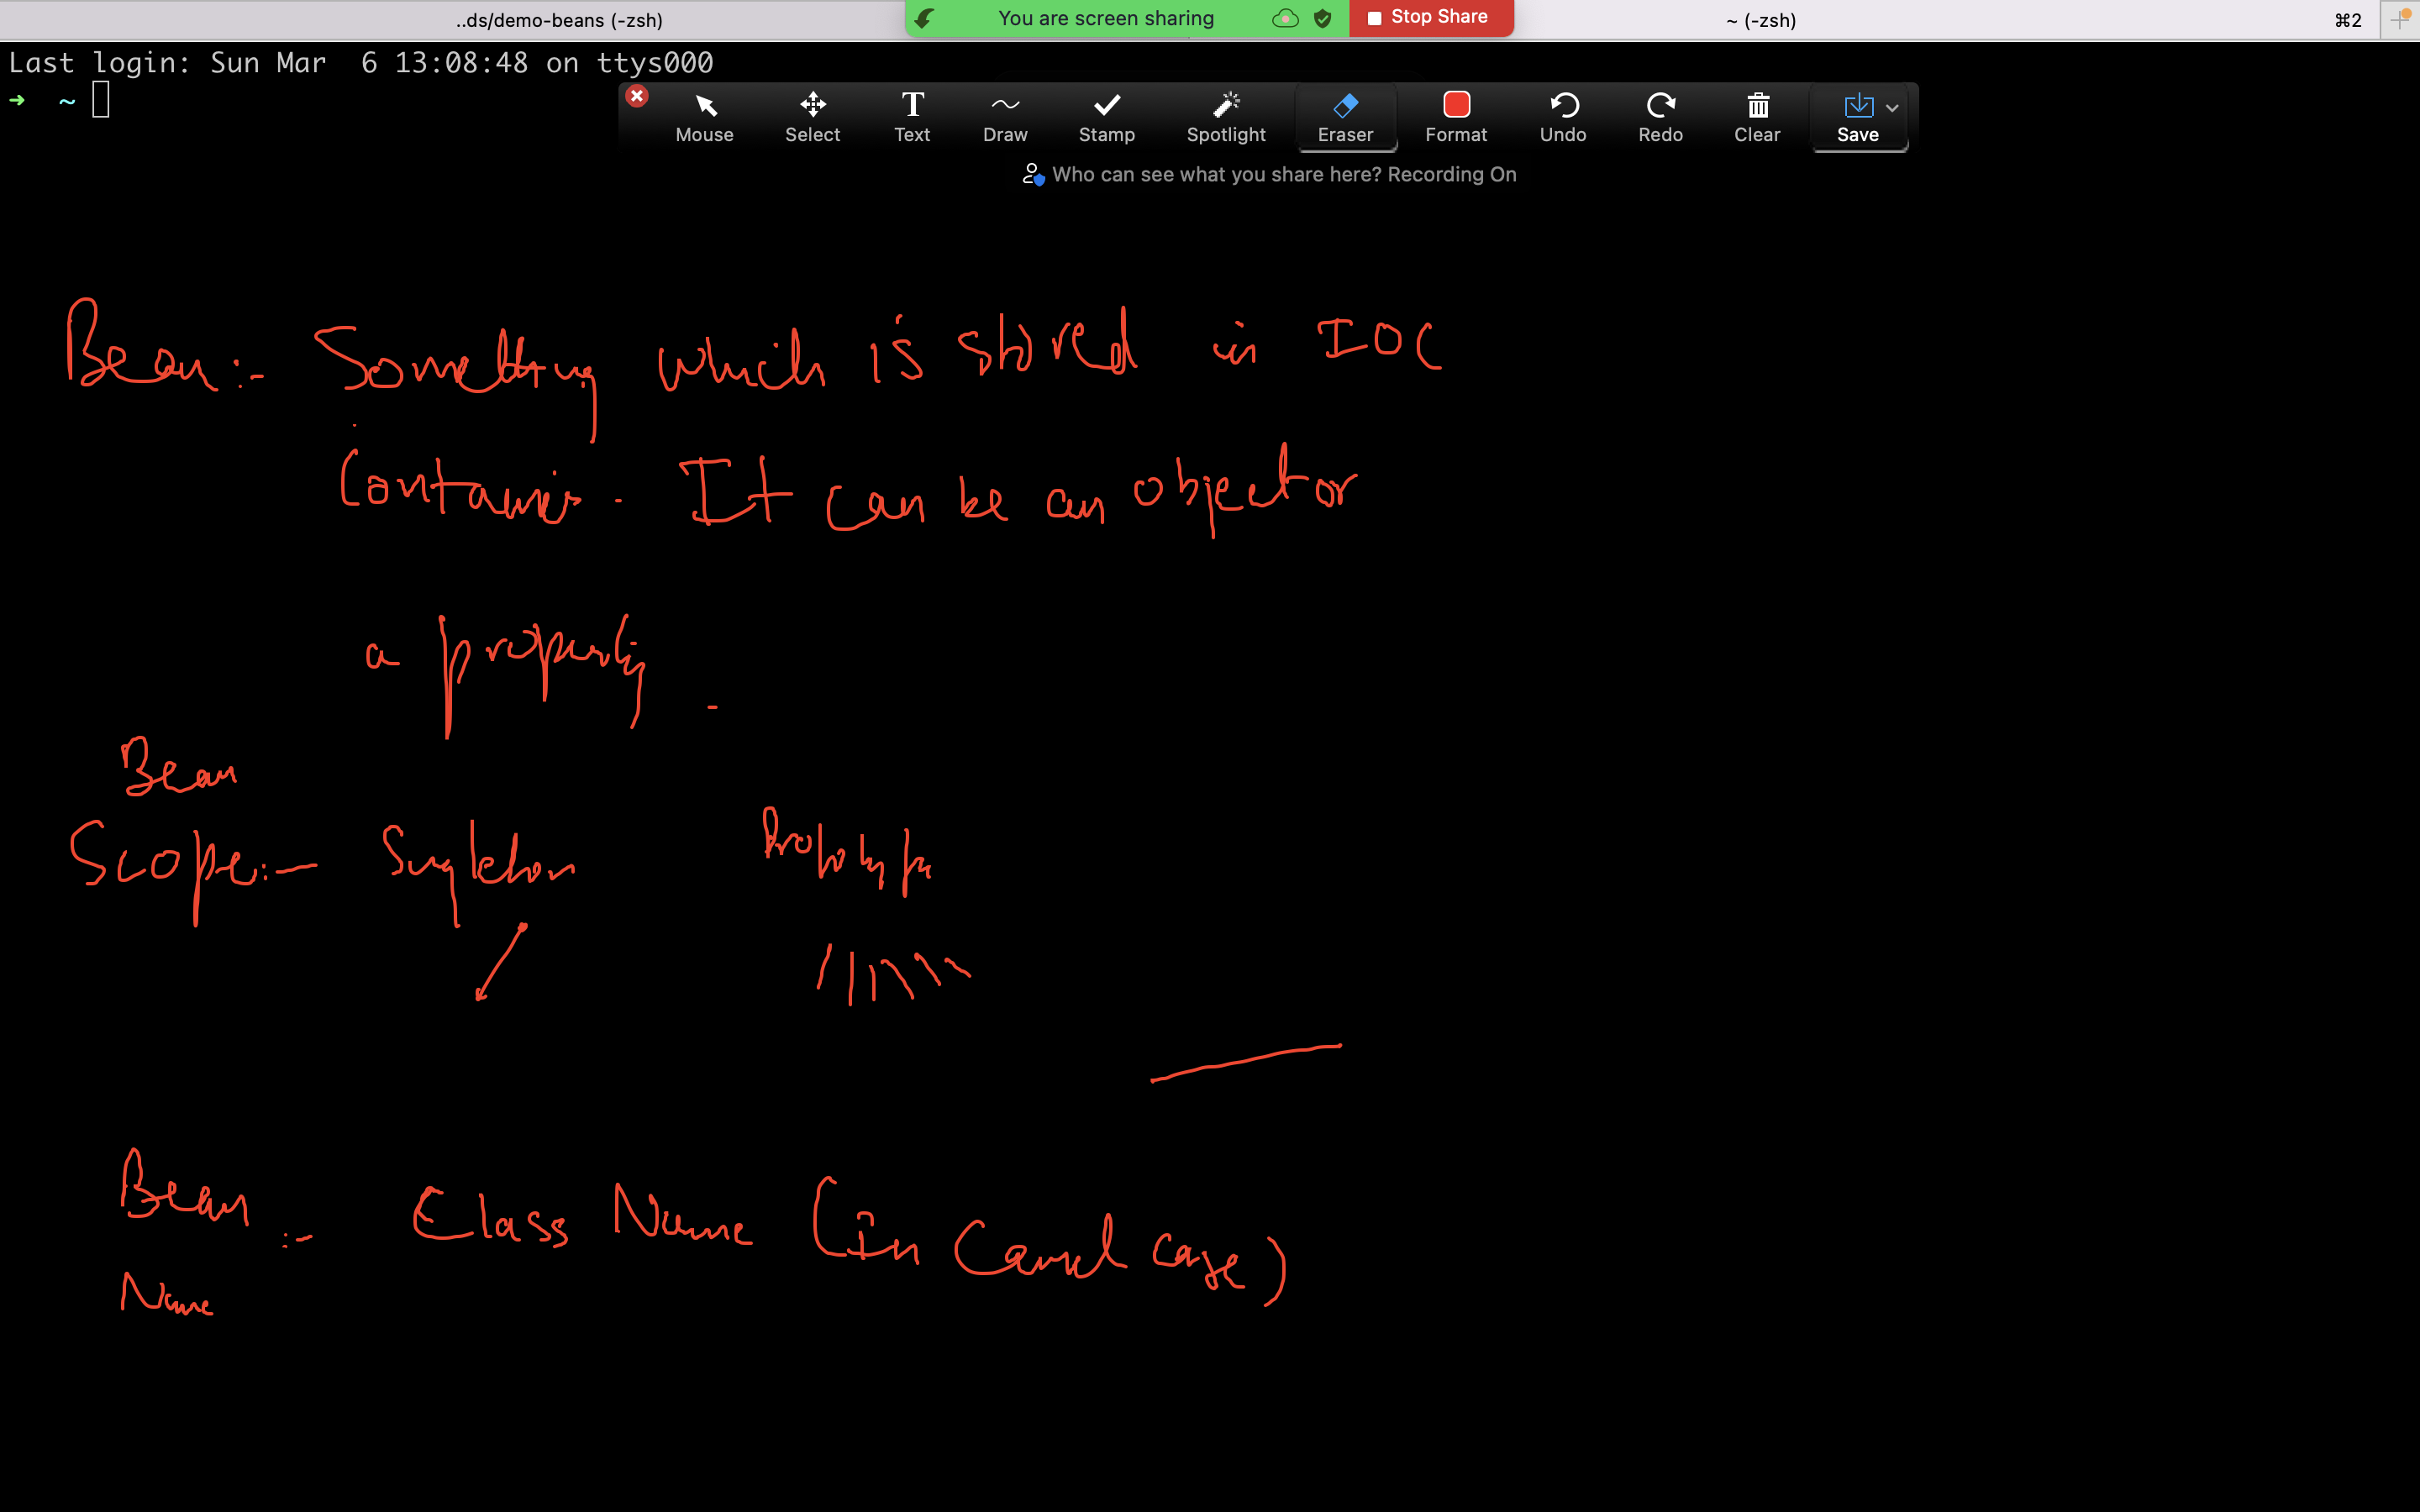 ..ds/demo-beans (-zsh)
You are screen sharing
Stop Share
~ (-zsh)
⌘2
Last login: Sun Mar  6 13:08:48 on ttys000
➜ ~
Mouse Select Text Draw Stamp Spotlight Eraser Format Undo Redo Clear Save
Who can see what you share here? Recording On
Bean:- Something which is stored in IOC
Container. It can be an object or
a property.
Bean
Scope:- Singleton Prototype
Bean :- Class Name (In Camel case)
Name